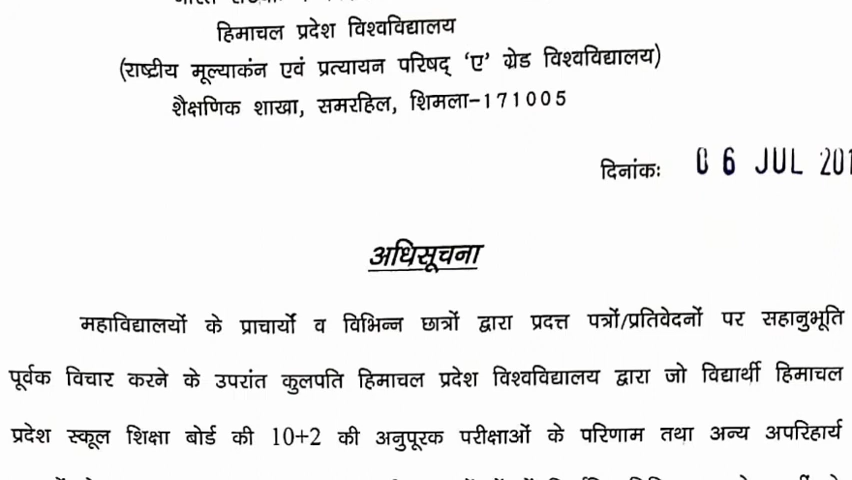 हिमाचल प्रदेश विश्वविद्यालय
(राष्ट्रीय मूल्याकंन एवं प्रत्यायन परिषद् ‘ए’ ग्रेड विश्वविद्यालय)
शैक्षणिक शाखा, समरहिल, शिमला-171005
दिनांकः 06 JUL 201
अधिसूचना
महाविद्यालयों के प्राचार्यो व विभिन्न छात्रों द्वारा प्रदत्त पत्रों/प्रतिवेदनों पर सहानुभूति
पूर्वक विचार करने के उपरांत कुलपति हिमाचल प्रदेश विश्वविद्यालय द्वारा जो विद्यार्थी हिमाचल
प्रदेश स्कूल शिक्षा बोर्ड की 10+2 की अनुपूरक परीक्षाओं के परिणाम तथा अन्य अपरिहार्य